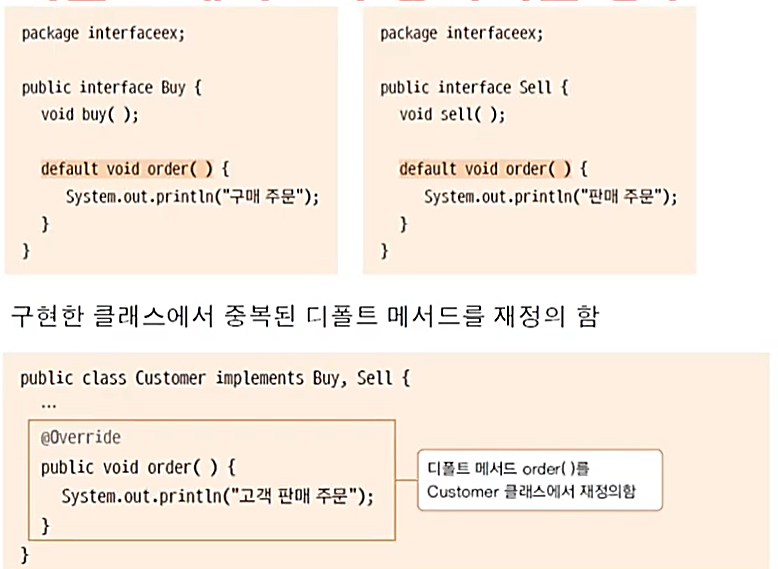 package interfaceex;
public interface Buy {
void buy( );
default void order( ) {
System.out.println("구매 주문");
}
}
package interfaceex;
public interface Sell {
void sell( );
default void order( ) {
System.out.println("판매 주문");
}
}
구현한 클래스에서 중복된 디폴트 메서드를 재정의 함
public class Customer implements Buy, Sell {
...
@Override
public void order( ) {
System.out.println("고객 판매 주문");
}
}
디폴트 메서드 order( )를
Customer 클래스에서 재정의함